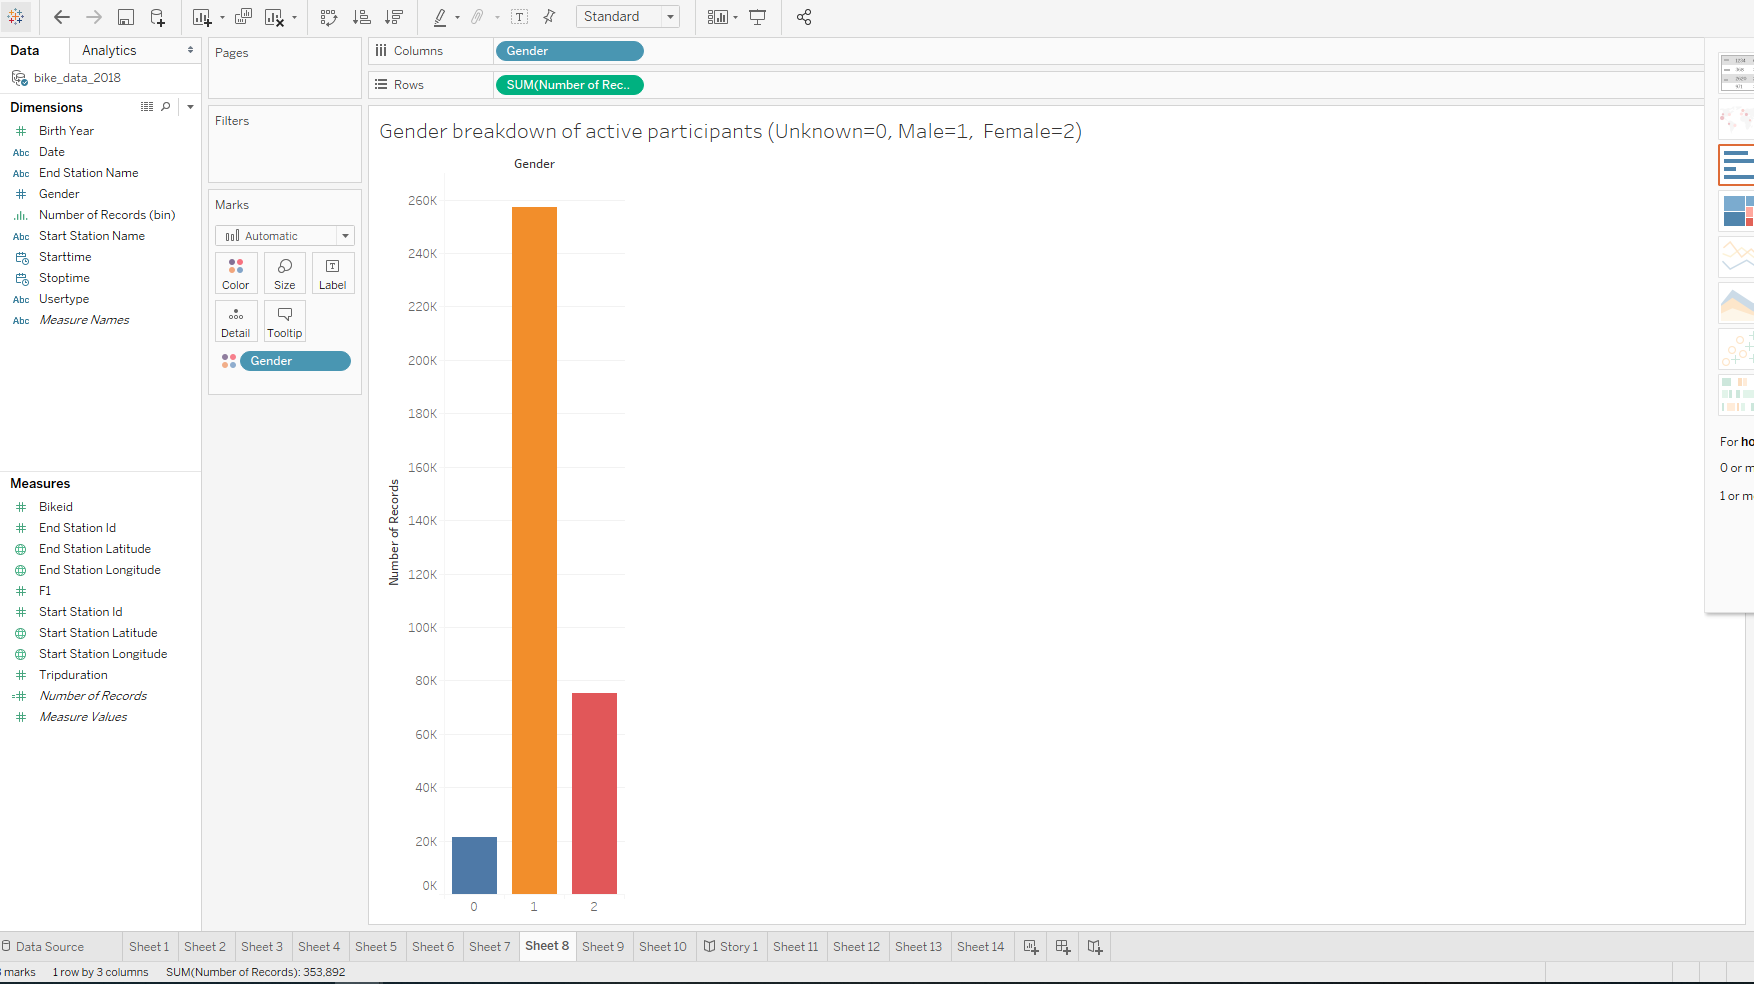 Standard
Data
Analytics
bike_data_2018
Dimensions
# Birth Year
Abc Date
Abc End Station Name
# Gender
Number of Records (bin)
Abc Start Station Name
Starttime
Stoptime
Abc Usertype
Abc Measure Names
Measures
# Bikeid
# End Station Id
End Station Latitude
End Station Longitude
# F1
# Start Station Id
Start Station Latitude
Start Station Longitude
# Tripduration
=# Number of Records
# Measure Values
Pages
Filters
Marks
Automatic
Color Size Label
Detail Tooltip
Gender
Columns Gender
Rows SUM(Number of Rec..
Gender breakdown of active participants (Unknown=0, Male=1,  Female=2)
Gender
Number of Records
260K
240K
220K
200K
180K
160K
140K
120K
100K
80K
60K
40K
20K
0K
0 1 2
For ho
0 or m
1 or m
Data Source Sheet 1 Sheet 2 Sheet 3 Sheet 4 Sheet 5 Sheet 6 Sheet 7 Sheet 8 Sheet 9 Sheet 10 Story 1 Sheet 11 Sheet 12 Sheet 13 Sheet 14
marks 1 row by 3 columns SUM(Number of Records): 353,892